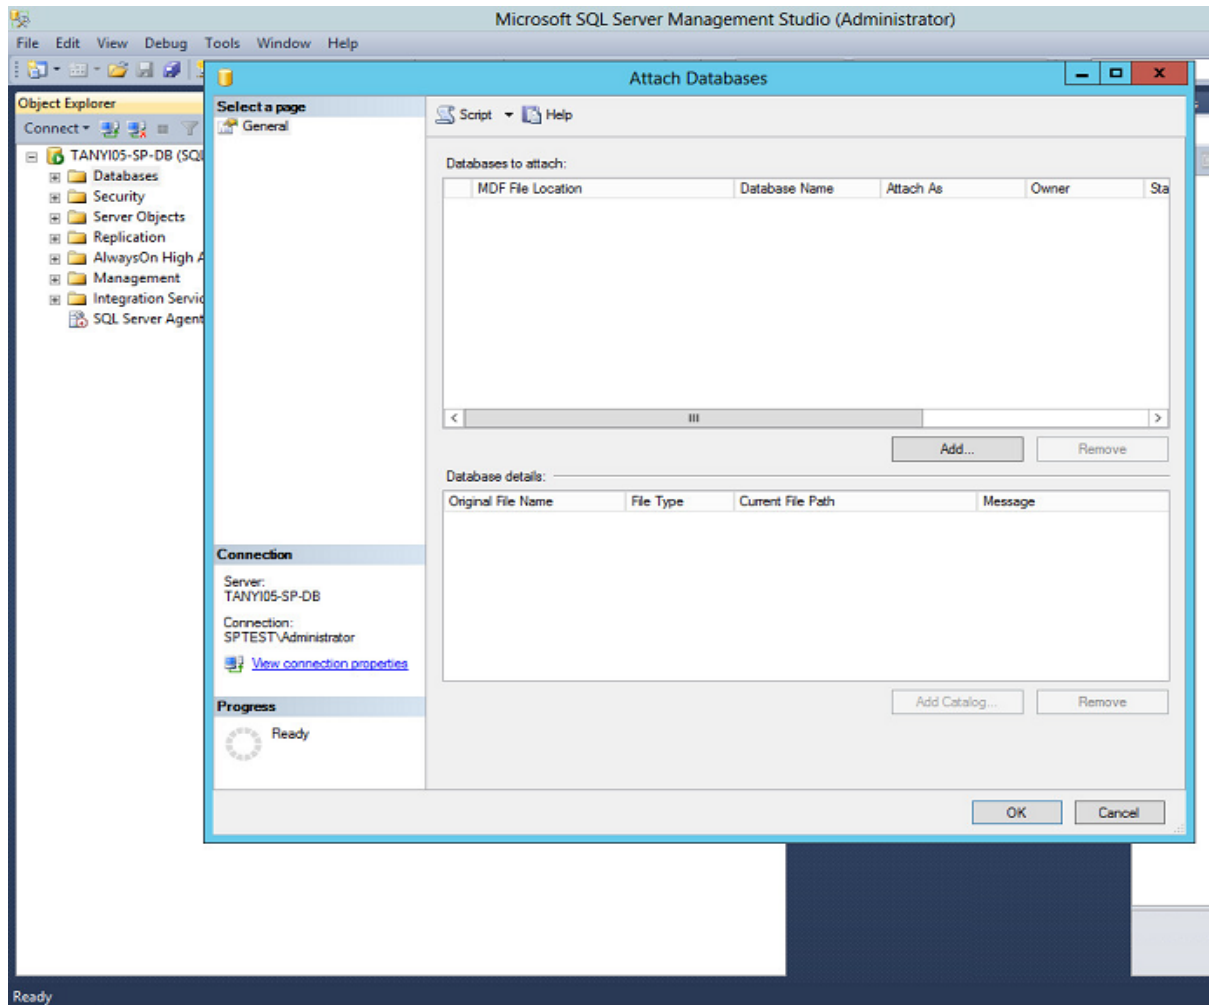 Microsoft SQL Server Management Studio (Administrator)
File Edit View Debug Tools Window Help
Attach Databases
Object Explorer
Connect
TANYI05-SP-DB (SQL
Databases
Security
Server Objects
Replication
AlwaysOn High A
Management
Integration Servic
SQL Server Agent
Select a page
General
Script Help
Databases to attach:
MDF File Location Database Name Attach As Owner Sta
Add... Remove
Database details:
Original File Name File Type Current File Path Message
Connection
Server:
TANYI05-SP-DB
Connection:
SPTEST\Administrator
View connection properties
Progress
Ready
Add Catalog... Remove
OK Cancel
Ready